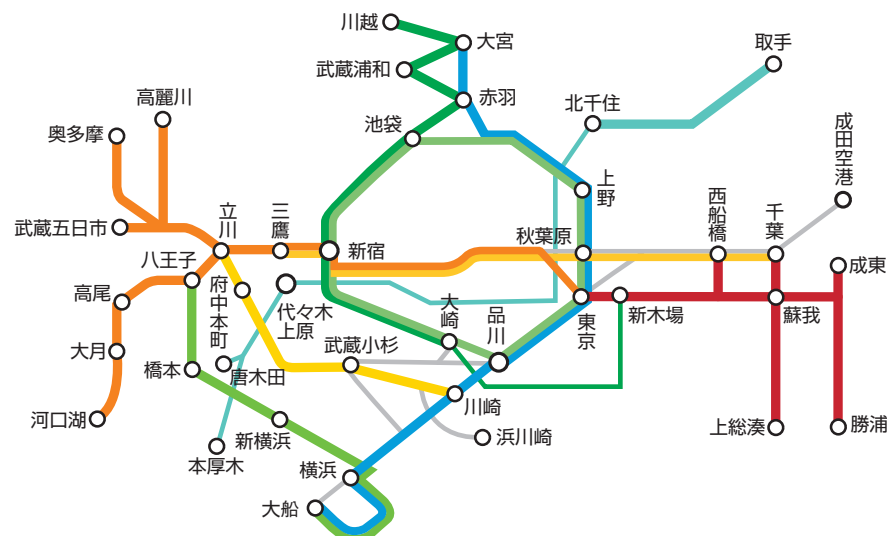 川越
大宮
取手
武蔵浦和
高麗川
赤羽
北千住
池袋
奥多摩
成田空港
上野
立川
三鷹
西船橋
千葉
武蔵五日市
秋葉原
新宿
八王子
成東
府中本町
高尾
代々木
上原
大崎
品川
東京
新木場
蘇我
大月
武蔵小杉
橋本
唐木田
川崎
河口湖
新横浜
浜川崎
上総湊
勝浦
本厚木
横浜
大船